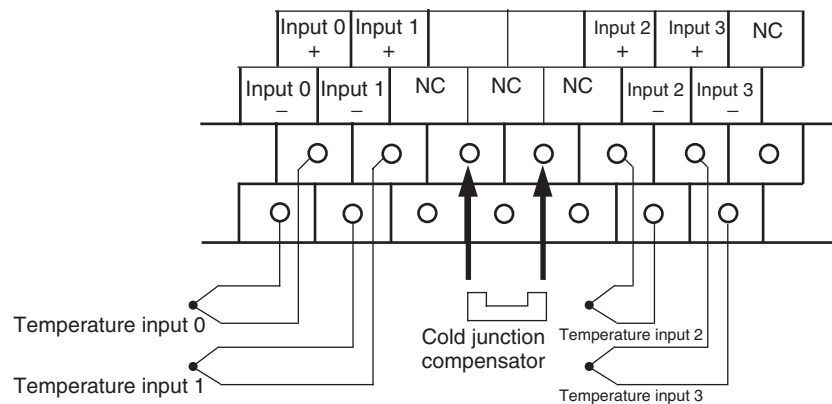 Input 0 Input 1 Input 2 Input 3 NC
+ + + +
Input 0 Input 1 NC NC NC Input 2 Input 3
– – – –
Temperature input 0
Temperature input 1
Cold junction
compensator
Temperature input 2
Temperature input 3